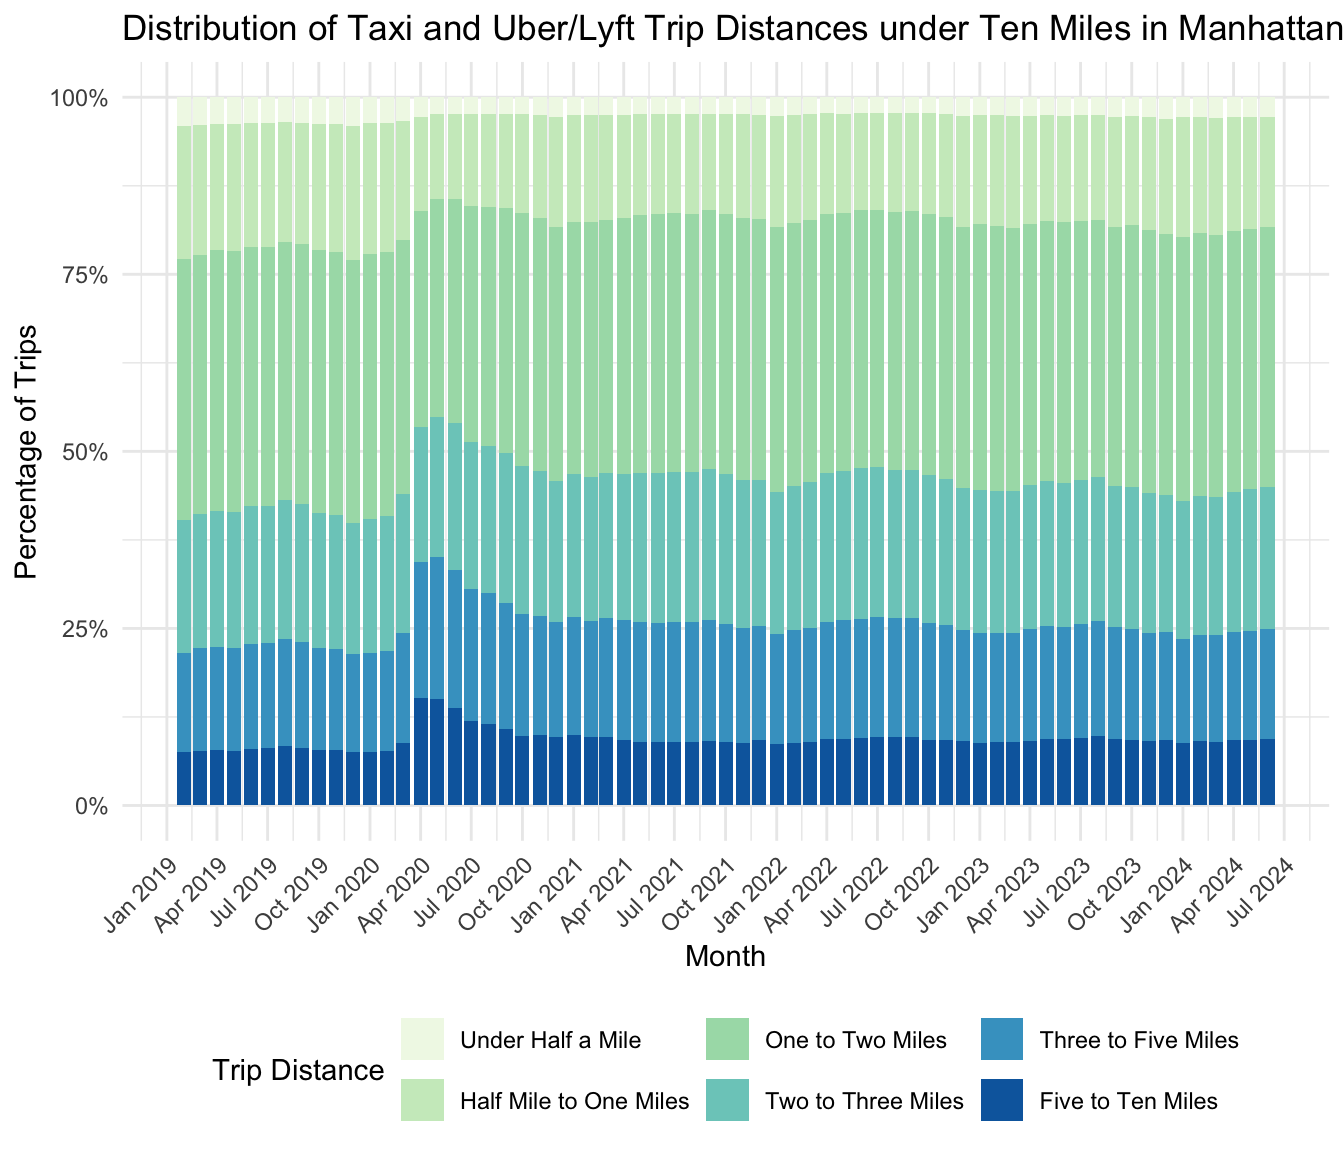 Distribution of Taxi and Uber/Lyft Trip Distances under Ten Miles in Manhattan
Percentage of Trips
100%
75%
50%
25%
0%
Jan 2019
Apr 2019
Jul 2019
Oct 2019
Jan 2020
Apr 2020
Jul 2020
Oct 2020
Jan 2021
Apr 2021
Jul 2021
Oct 2021
Jan 2022
Apr 2022
Jul 2022
Oct 2022
Jan 2023
Apr 2023
Jul 2023
Oct 2023
Jan 2024
Apr 2024
Jul 2024
Month
Trip Distance
Under Half a Mile
Half Mile to One Miles
One to Two Miles
Two to Three Miles
Three to Five Miles
Five to Ten Miles